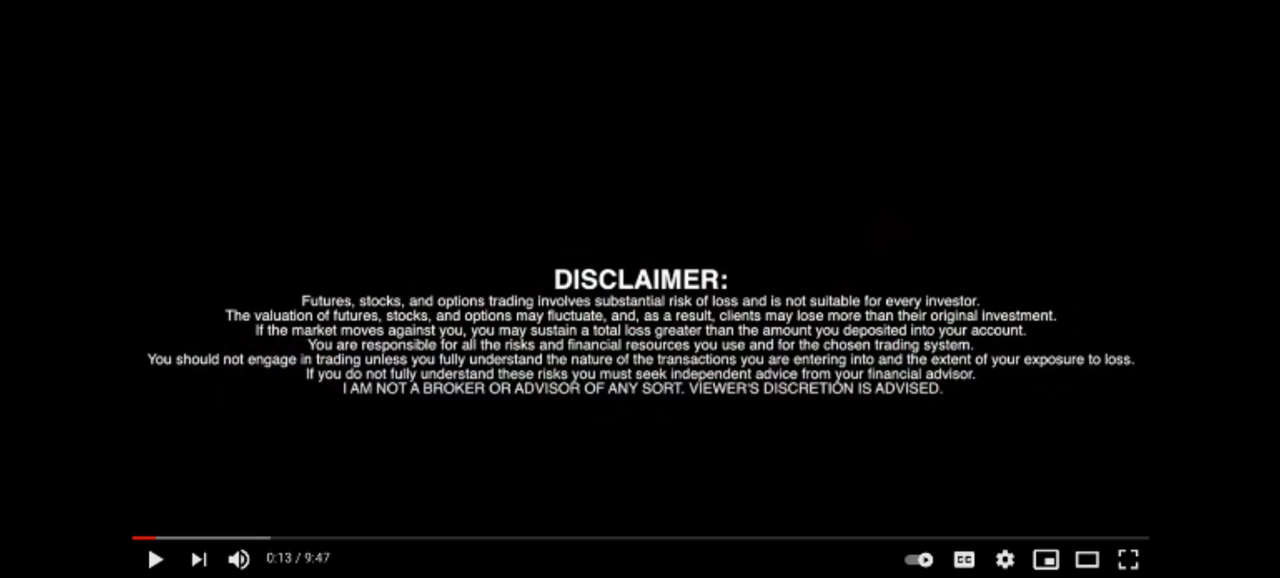 DISCLAIMER:
Futures, stocks, and options trading involves substantial risk of loss and is not suitable for every investor.
The valuation of futures, stocks, and options may fluctuate, and, as a result, clients may lose more than their original investment.
If the market moves against you, you may sustain a total loss greater than the amount you deposited into your account.
You are responsible for all the risks and financial resources you use and for the chosen trading system.
You should not engage in trading unless you fully understand the nature of the transactions you are entering into and the extent of your exposure to loss.
If you do not fully understand these risks you must seek independent advice from your financial advisor.
I AM NOT A BROKER OR ADVISOR OF ANY SORT. VIEWER'S DISCRETION IS ADVISED.
0:13 / 9:47
CC